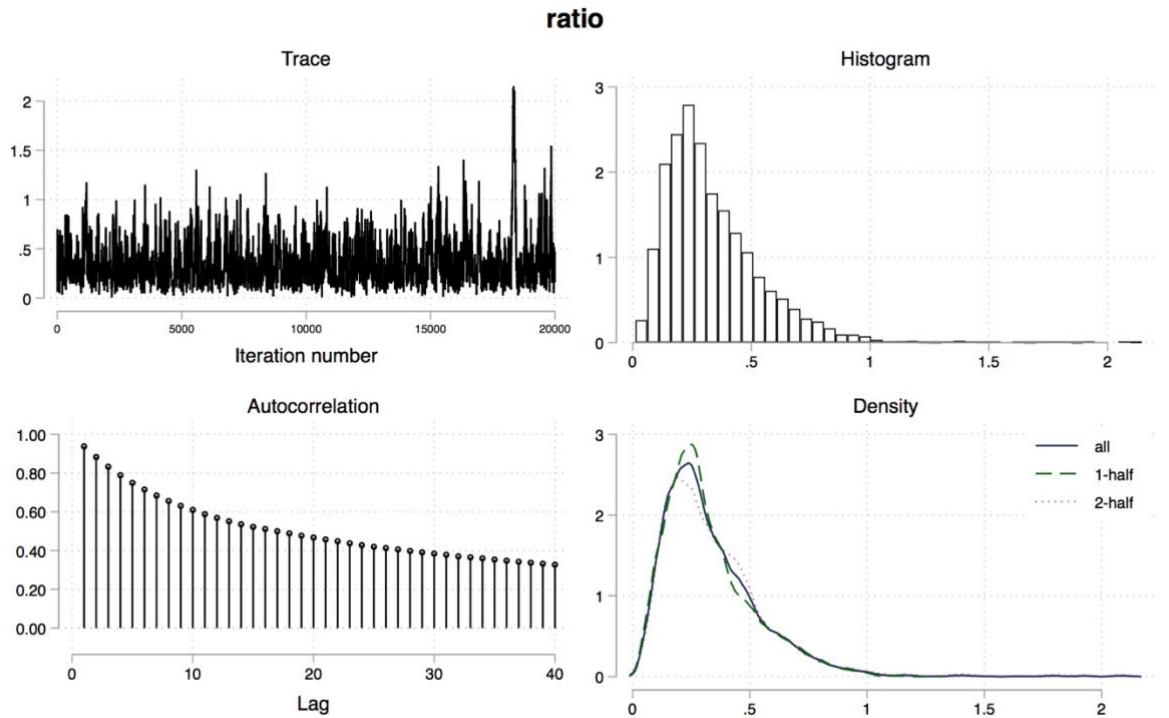 ratio
Trace
2
1.5
1
.5
0
0 5000 10000 15000 20000
Iteration number
Histogram
3
2
1
0
0 .5 1 1.5 2
Autocorrelation
1.00
0.80
0.60
0.40
0.20
0.00
0 10 20 30 40
Lag
Density
3
2
1
0
0 .5 1 1.5 2
all
1-half
2-half